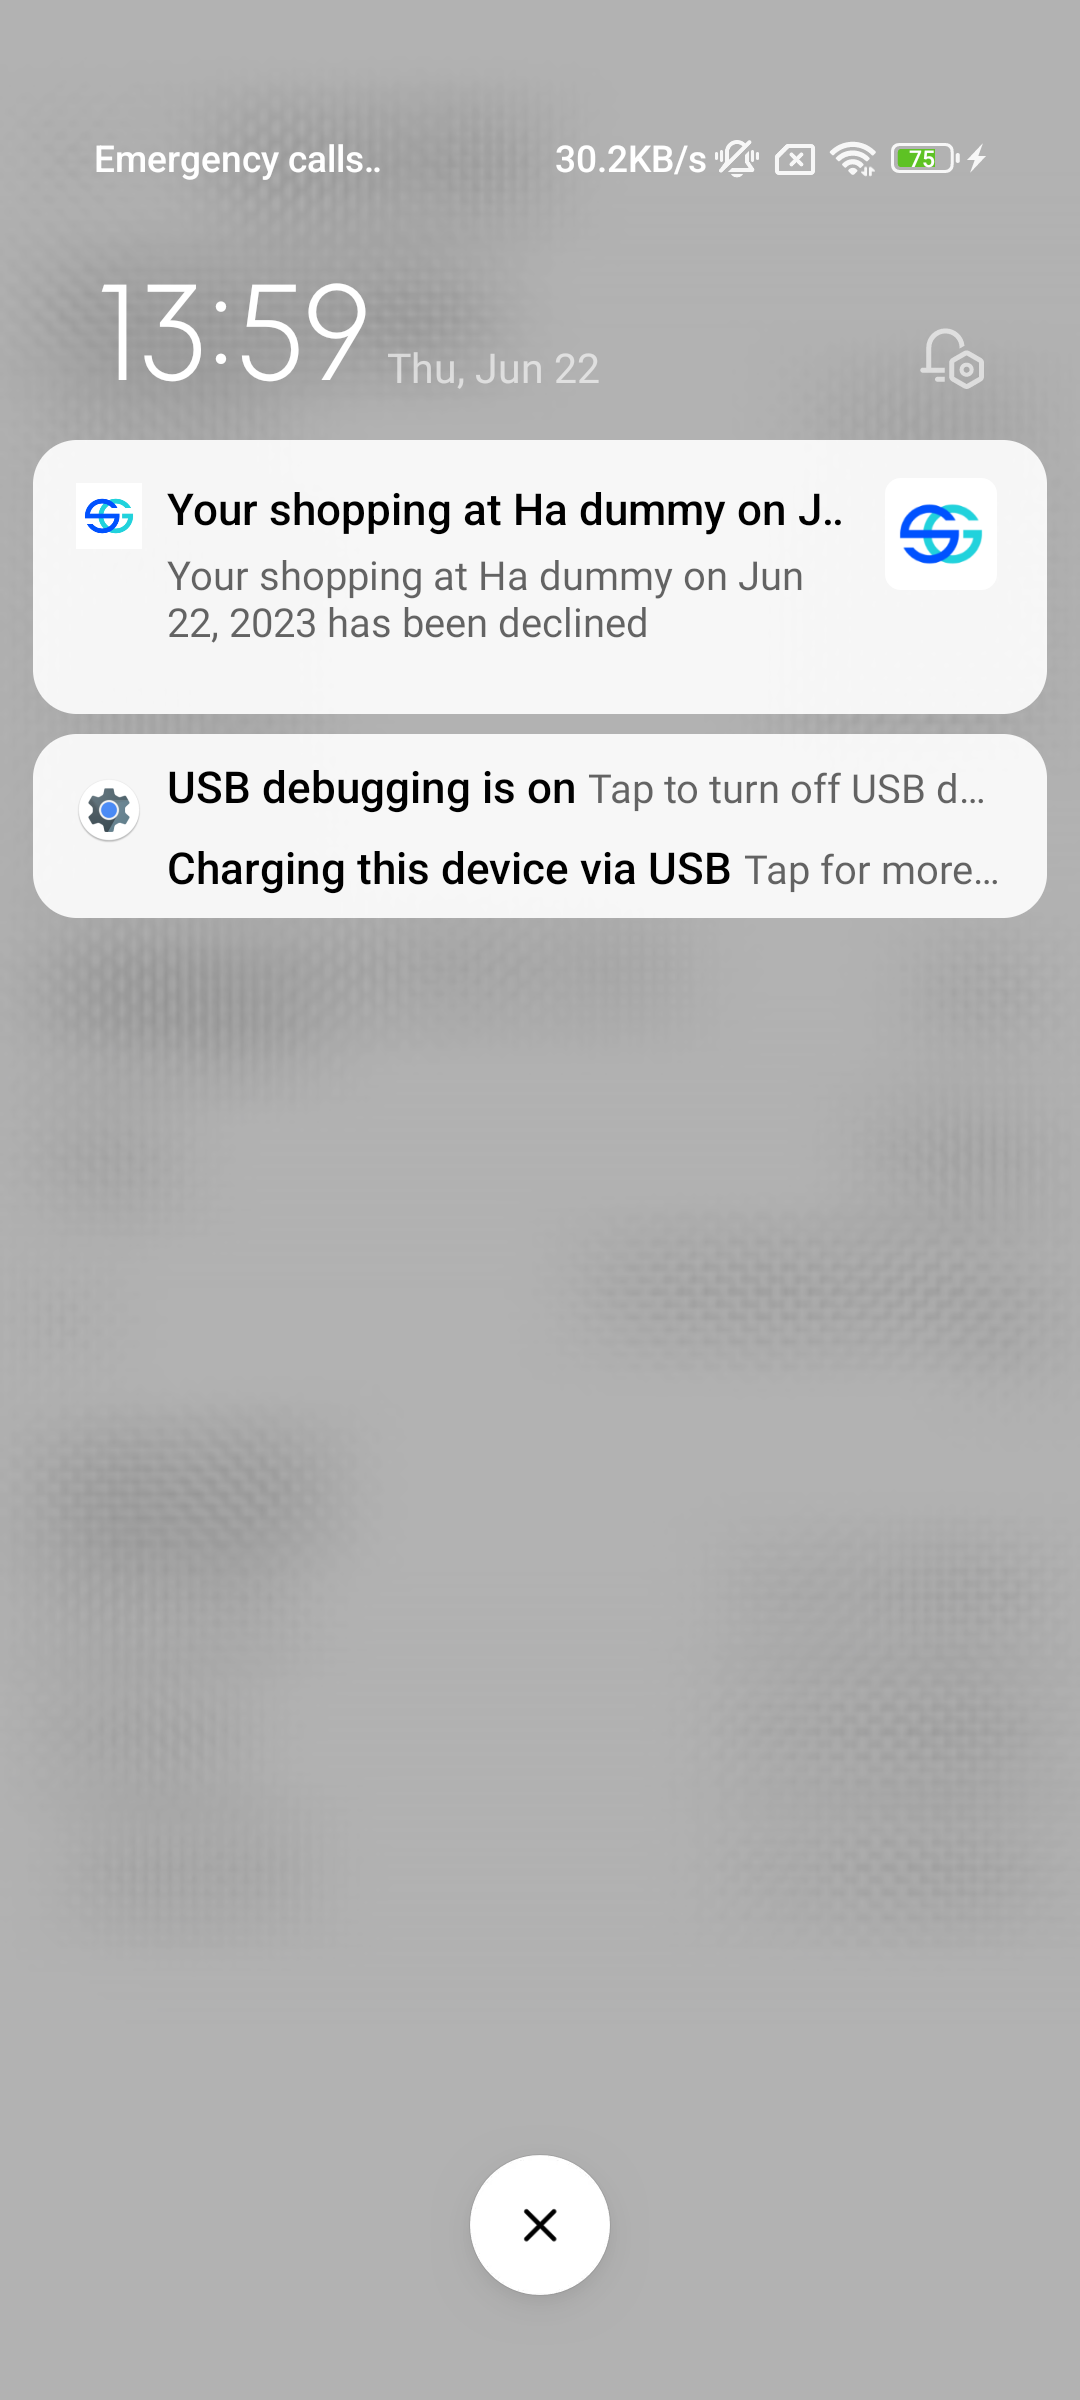 Emergency calls.. 30.2KB/s 75
13:59 Thu, Jun 22
Your shopping at Ha dummy on J..
Your shopping at Ha dummy on Jun
22, 2023 has been declined
USB debugging is on Tap to turn off USB d...
Charging this device via USB Tap for more...